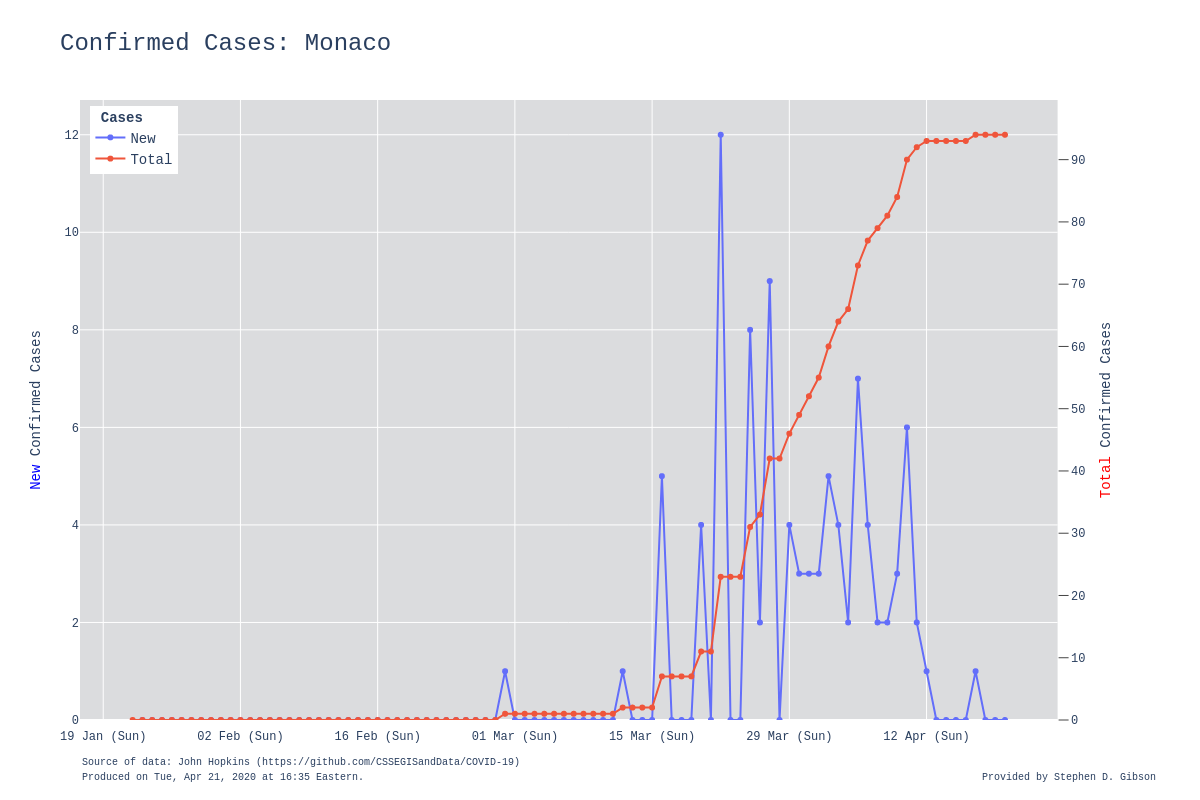 Confirmed Cases: Monaco
Cases
New
Total
12
10
8
6
4
2
0
90
80
70
60
50
40
30
20
10
0
New Confirmed Cases
Total Confirmed Cases
19 Jan (Sun) 02 Feb (Sun) 16 Feb (Sun) 01 Mar (Sun) 15 Mar (Sun) 29 Mar (Sun) 12 Apr (Sun)
Source of data: John Hopkins (https://github.com/CSSEGISandData/COVID-19)
Produced on Tue, Apr 21, 2020 at 16:35 Eastern.
Provided by Stephen D. Gibson